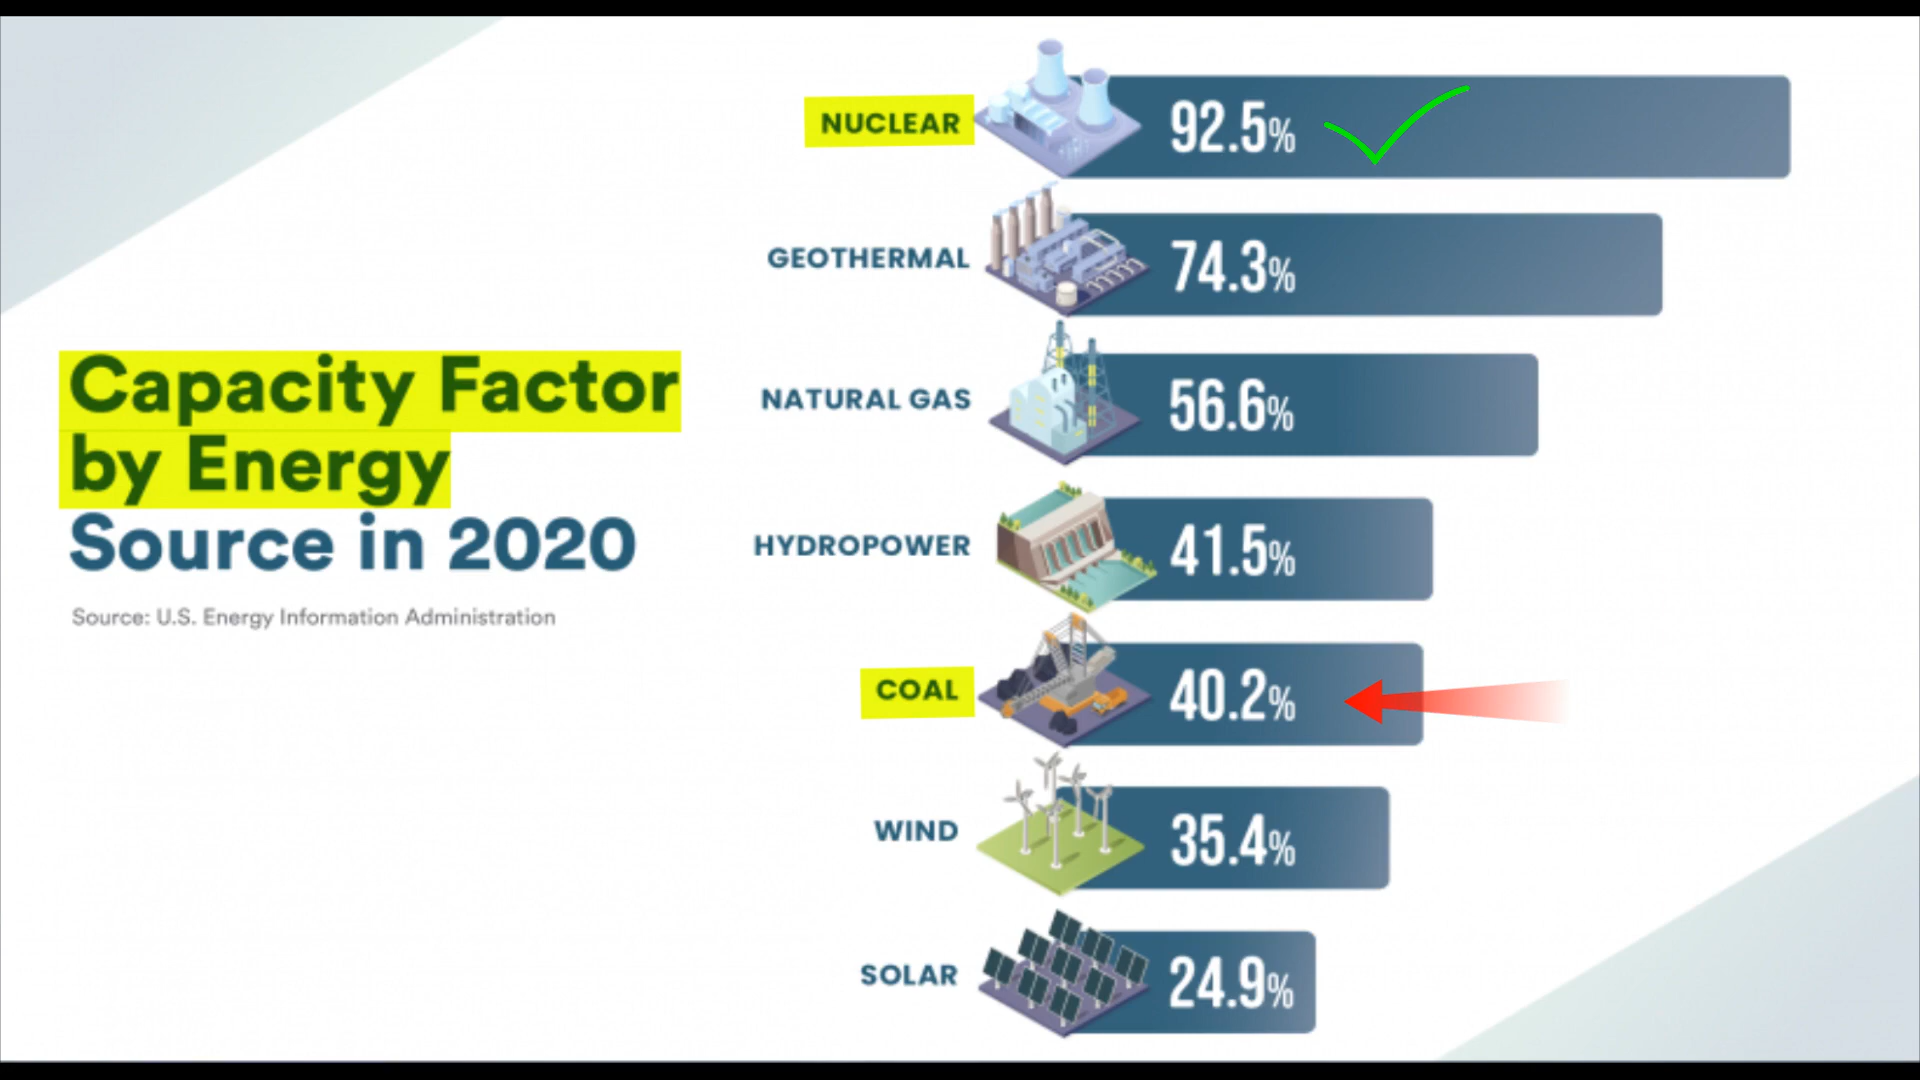 Capacity Factor
by Energy
Source in 2020
Source: U.S. Energy Information Administration
NUCLEAR 92.5%
GEOTHERMAL 74.3%
NATURAL GAS 56.6%
HYDROPOWER 41.5%
COAL 40.2%
WIND 35.4%
SOLAR 24.9%